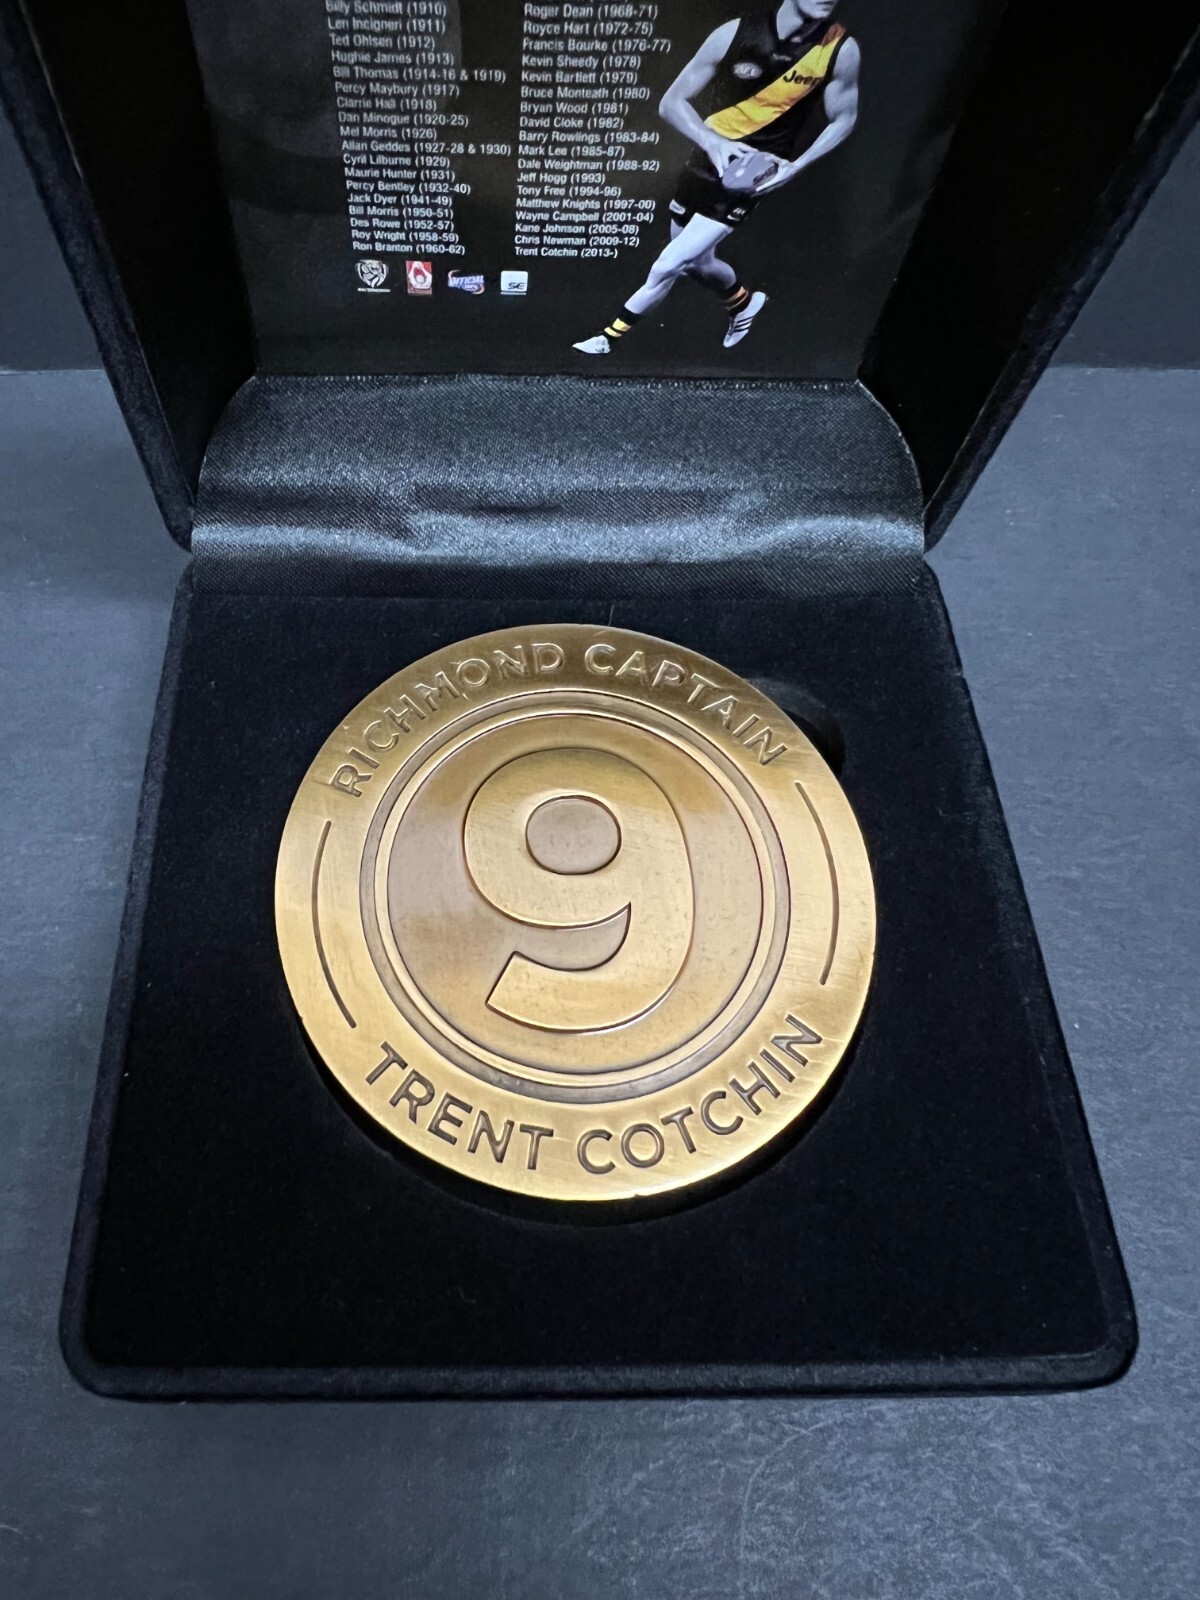 Billy Schmidt (1910)
Len Incigneri (1911)
Ted Ohlsen (1912)
Hughie James (1913)
Bill Thomas (1914-16 & 1919)
Percy Maybury (1917)
Clarrie Hall (1918)
Dan Minogue (1920-25)
Mel Morris (1926)
Allan Geddes (1927-28 & 1930)
Cyril Lilburne (1929)
Maurie Hunter (1931)
Percy Bentley (1932-40)
Jack Dyer (1941-49)
Bill Morris (1950-51)
Des Rowe (1952-57)
Roy Wright (1958-59)
Ron Branton (1960-62)
Roger Dean (1968-71)
Royce Hart (1972-75)
Francis Bourke (1976-77)
Kevin Sheedy (1978)
Kevin Bartlett (1979)
Bruce Monteath (1980)
Bryan Wood (1981)
David Cloke (1982)
Barry Rowlings (1983-84)
Mark Lee (1985-87)
Dale Weightman (1988-92)
Jeff Hogg (1993)
Tony Free (1994-96)
Matthew Knights (1997-00)
Wayne Campbell (2001-04)
Kane Johnson (2005-08)
Chris Newman (2009-12)
Trent Cotchin (2013-)
AFL
Jeep
OFFICIAL
SE
RICHMOND CAPTAIN
9
TRENT COTCHIN